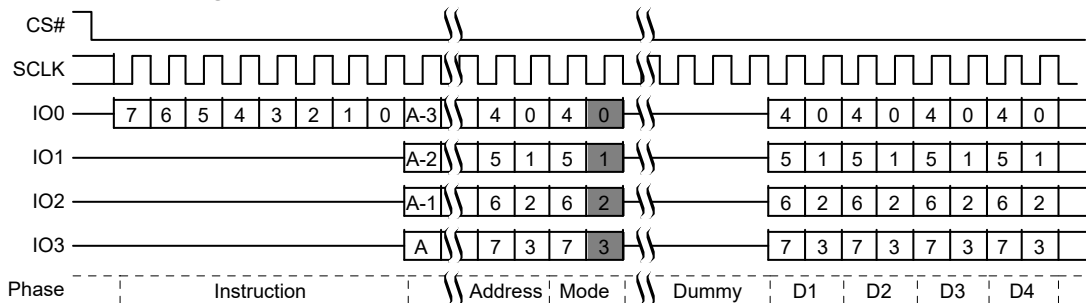 CS#
SCLK
IO0 7 6 5 4 3 2 1 0 A-3 4 0 4 0 4 0 4 0 4 0 4 0
IO1 A-2 5 1 5 1 5 1 5 1 5 1 5 1
IO2 A-1 6 2 6 2 6 2 6 2 6 2 6 2
IO3 A 7 3 7 3 7 3 7 3 7 3 7 3
Phase Instruction Address Mode Dummy D1 D2 D3 D4